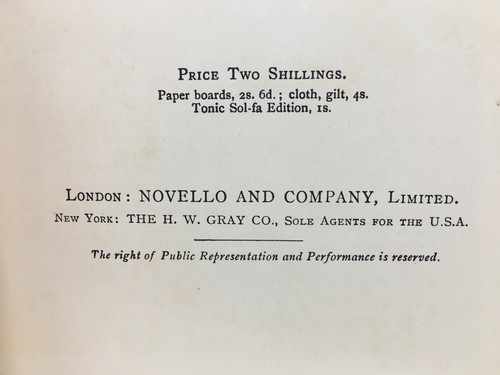 PRICE TWO SHILLINGS.
Paper boards, 2s. 6d.; cloth, gilt, 4s.
Tonic Sol-fa Edition, 1s.
LONDON: NOVELLO AND COMPANY, LIMITED.
NEW YORK: THE H. W. GRAY CO., SOLE AGENTS FOR THE U.S.A.
The right of Public Representation and Performance is reserved.